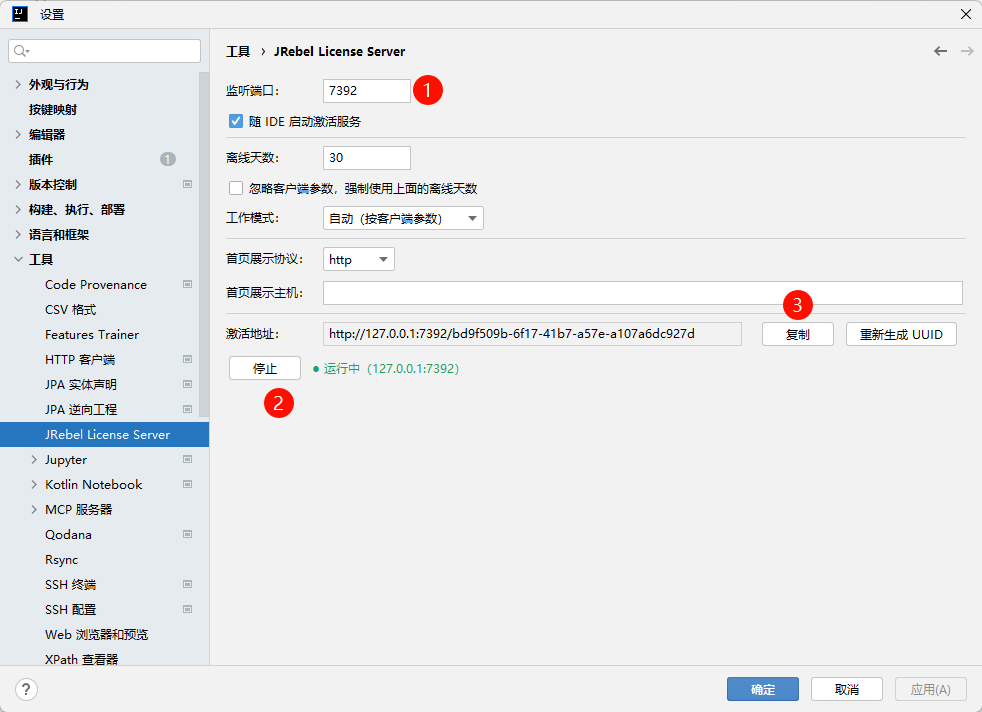 设置
工具 › JRebel License Server
监听端口： 7392 1
随 IDE 启动激活服务
离线天数： 30
忽略客户端参数，强制使用上面的离线天数
工作模式： 自动（按客户端参数）
首页展示协议： http
首页展示主机：
3
激活地址： http://127.0.0.1:7392/bd9f509b-6f17-41b7-a57e-a107a6dc927d 复制 重新生成 UUID
停止 运行中（127.0.0.1:7392）
2
外观与行为
按键映射
编辑器
插件 1
版本控制
构建、执行、部署
语言和框架
工具
Code Provenance
CSV 格式
Features Trainer
HTTP 客户端
JPA 实体声明
JPA 逆向工程
JRebel License Server
Jupyter
Kotlin Notebook
MCP 服务器
Qodana
Rsync
SSH 终端
SSH 配置
Web 浏览器和预览
XPath 查看器
? 确定 取消 应用(A)